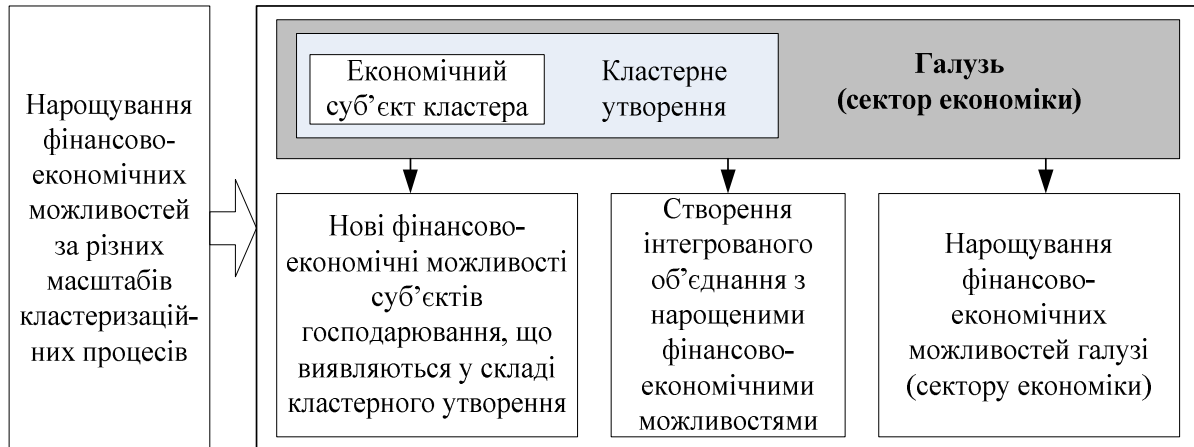 Нарощування
фінансово-
економічних
можливостей
за різних
масштабів
кластеризацій-
них процесів
Економічний
суб’єкт кластера
Кластерне
утворення
Галузь
(сектор економіки)
Нові фінансово-
економічні можливості
суб’єктів
господарювання, що
виявляються у складі
кластерного утворення
Створення
інтегрованого
об’єднання з
нарощеними
фінансово-
економічними
можливостями
Нарощування
фінансово-
економічних
можливостей галузі
(сектору економіки)